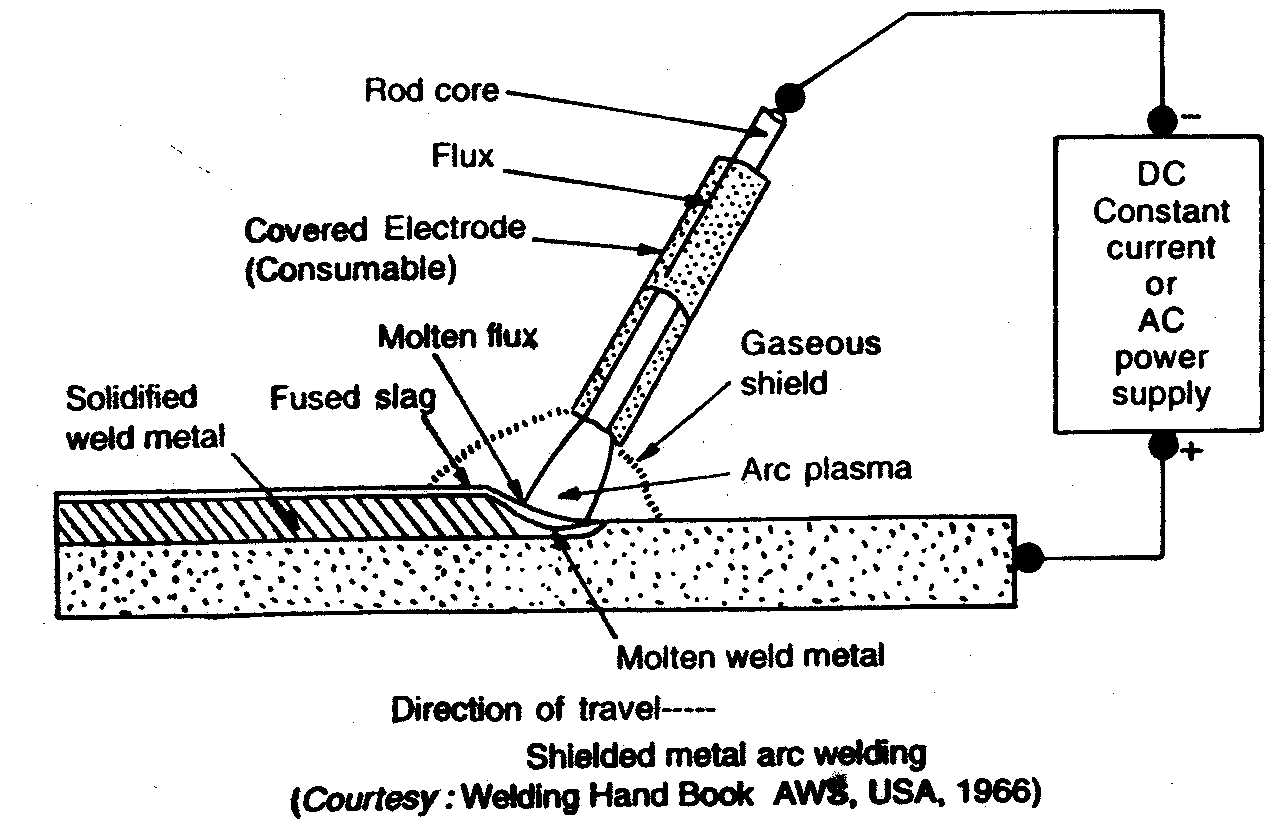 Rod core
Flux
Covered Electrode
(Consumable)
Molten flux
Fused slag
Solidified
weld metal
Gaseous
shield
Arc plasma
−
DC
Constant
current
or
AC
power
supply
+
Molten weld metal
Direction of travel-----
Shielded metal arc welding
(Courtesy : Welding Hand Book AWS, USA, 1966)